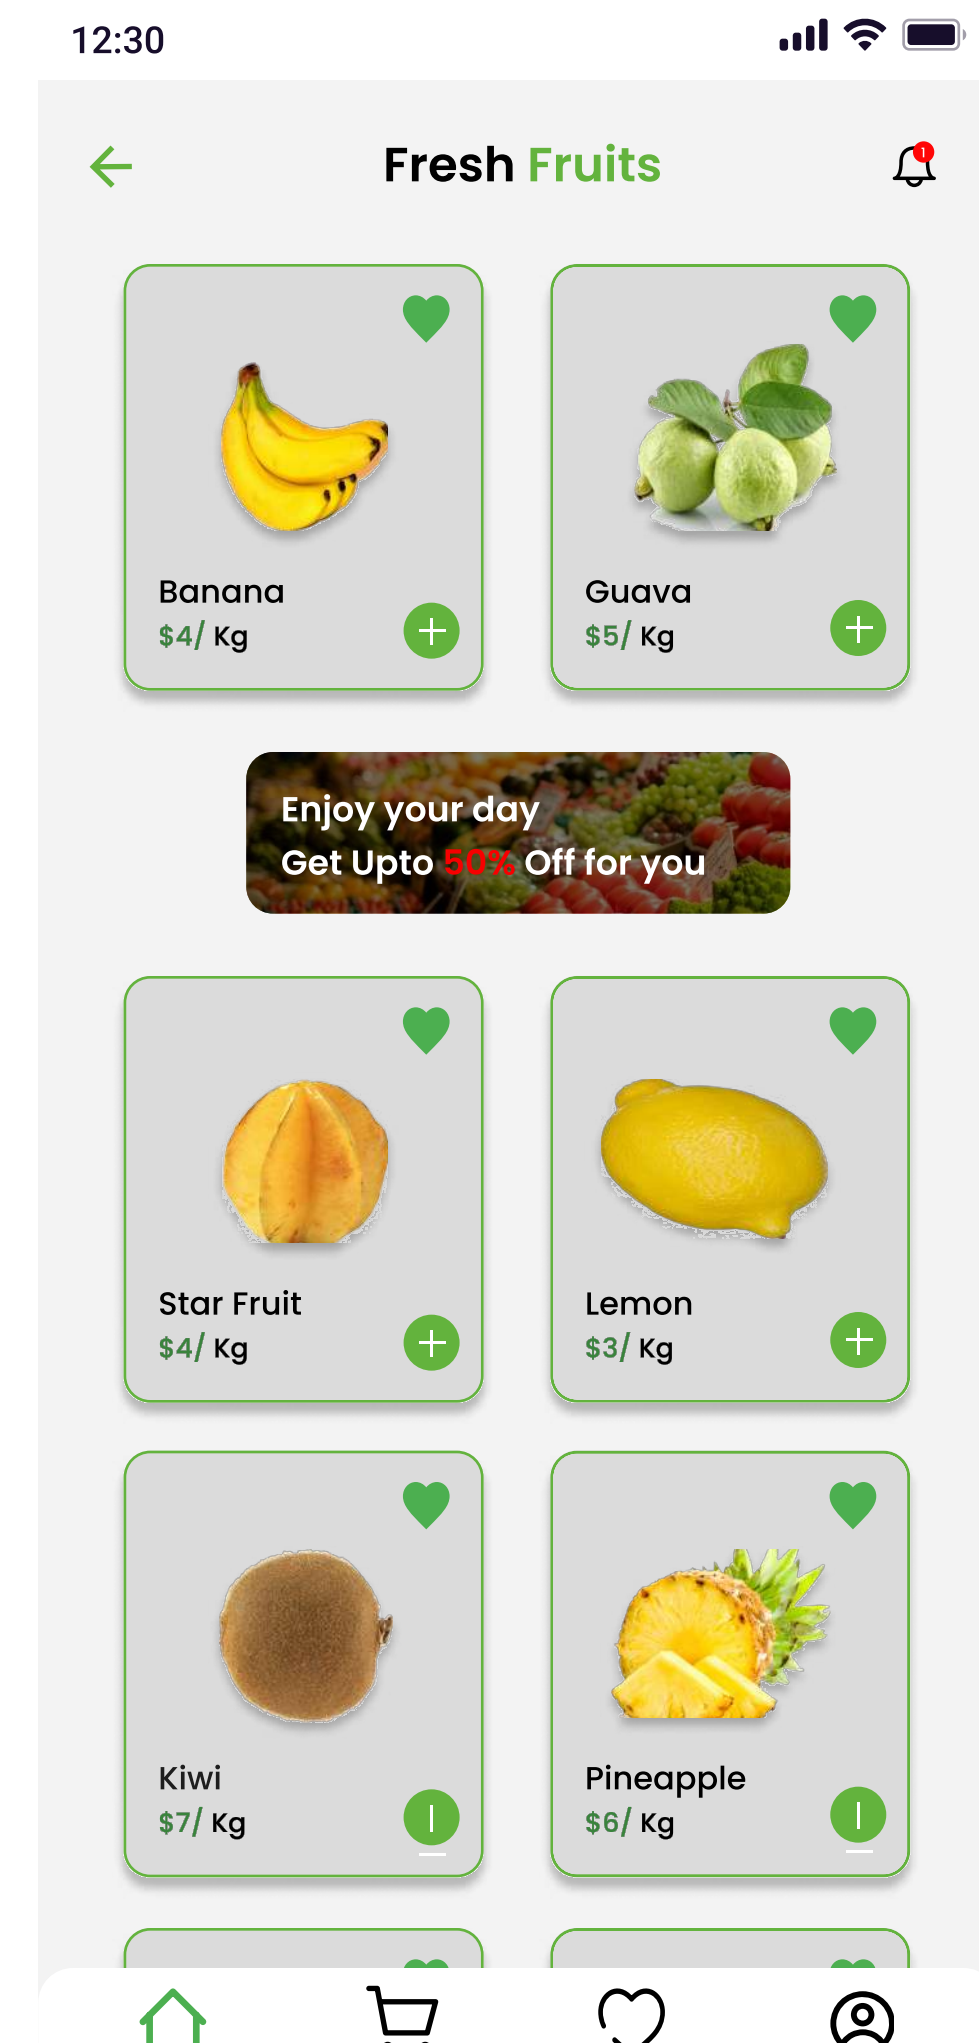 12:30
Fresh Fruits
1
Banana
$4/ Kg
Guava
$5/ Kg
Enjoy your day
Get Upto 50% Off for you
Star Fruit
$4/ Kg
Lemon
$3/ Kg
Kiwi
$7/ Kg
Pineapple
$6/ Kg